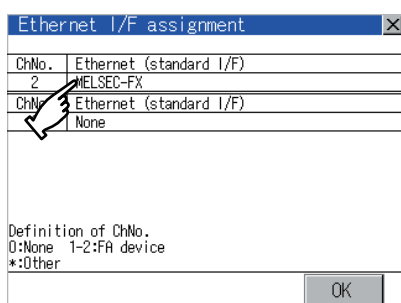 Ethernet I/F assignment
ChNo. Ethernet (standard I/F)
2 MELSEC-FX
ChNo. Ethernet (standard I/F)
None
Definition of ChNo.
0:None 1-2:FA device
*:Other
OK